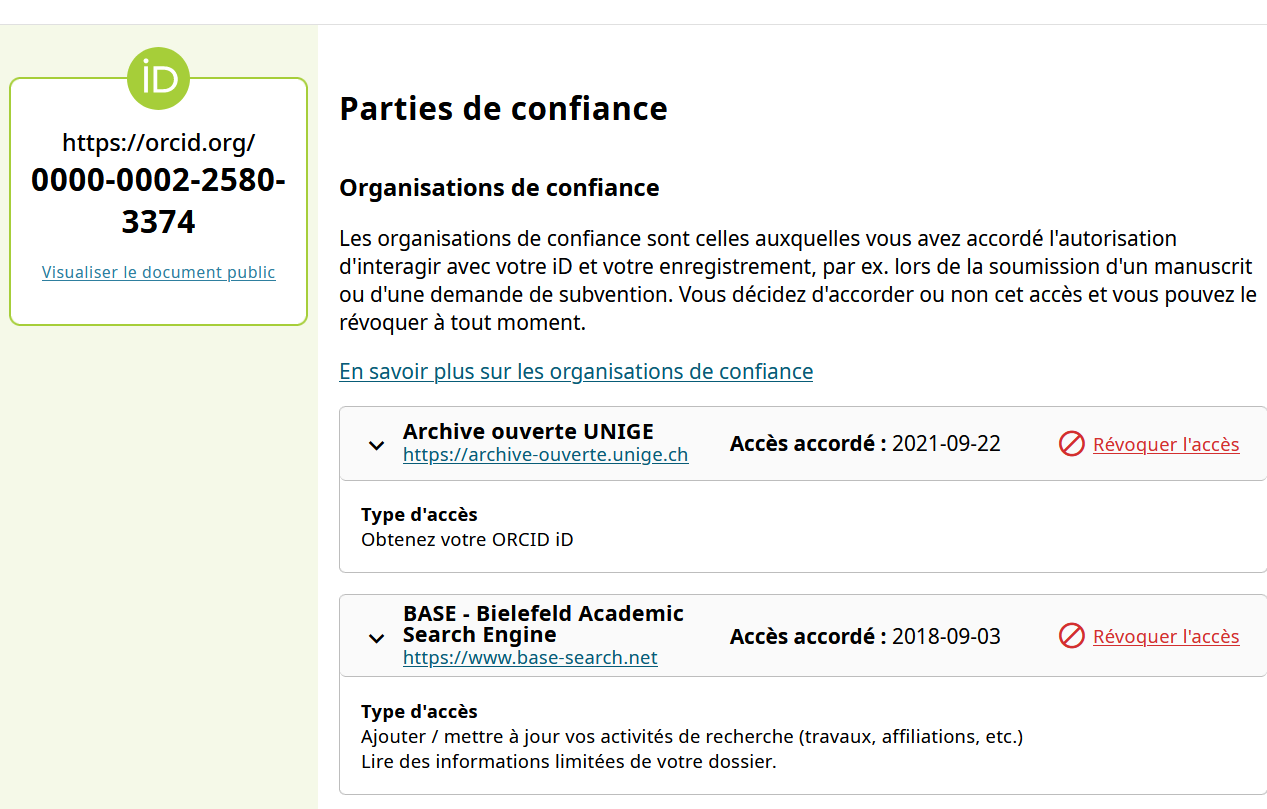 iD
https://orcid.org/
0000-0002-2580-
3374
Visualiser le document public
Parties de confiance
Organisations de confiance
Les organisations de confiance sont celles auxquelles vous avez accordé l'autorisation
d'interagir avec votre iD et votre enregistrement, par ex. lors de la soumission d'un manuscrit
ou d'une demande de subvention. Vous décidez d'accorder ou non cet accès et vous pouvez le
révoquer à tout moment.
En savoir plus sur les organisations de confiance
Archive ouverte UNIGE
https://archive-ouverte.unige.ch
Accès accordé : 2021-09-22
Révoquer l'accès
Type d'accès
Obtenez votre ORCID iD
BASE - Bielefeld Academic
Search Engine
https://www.base-search.net
Accès accordé : 2018-09-03
Révoquer l'accès
Type d'accès
Ajouter / mettre à jour vos activités de recherche (travaux, affiliations, etc.)
Lire des informations limitées de votre dossier.